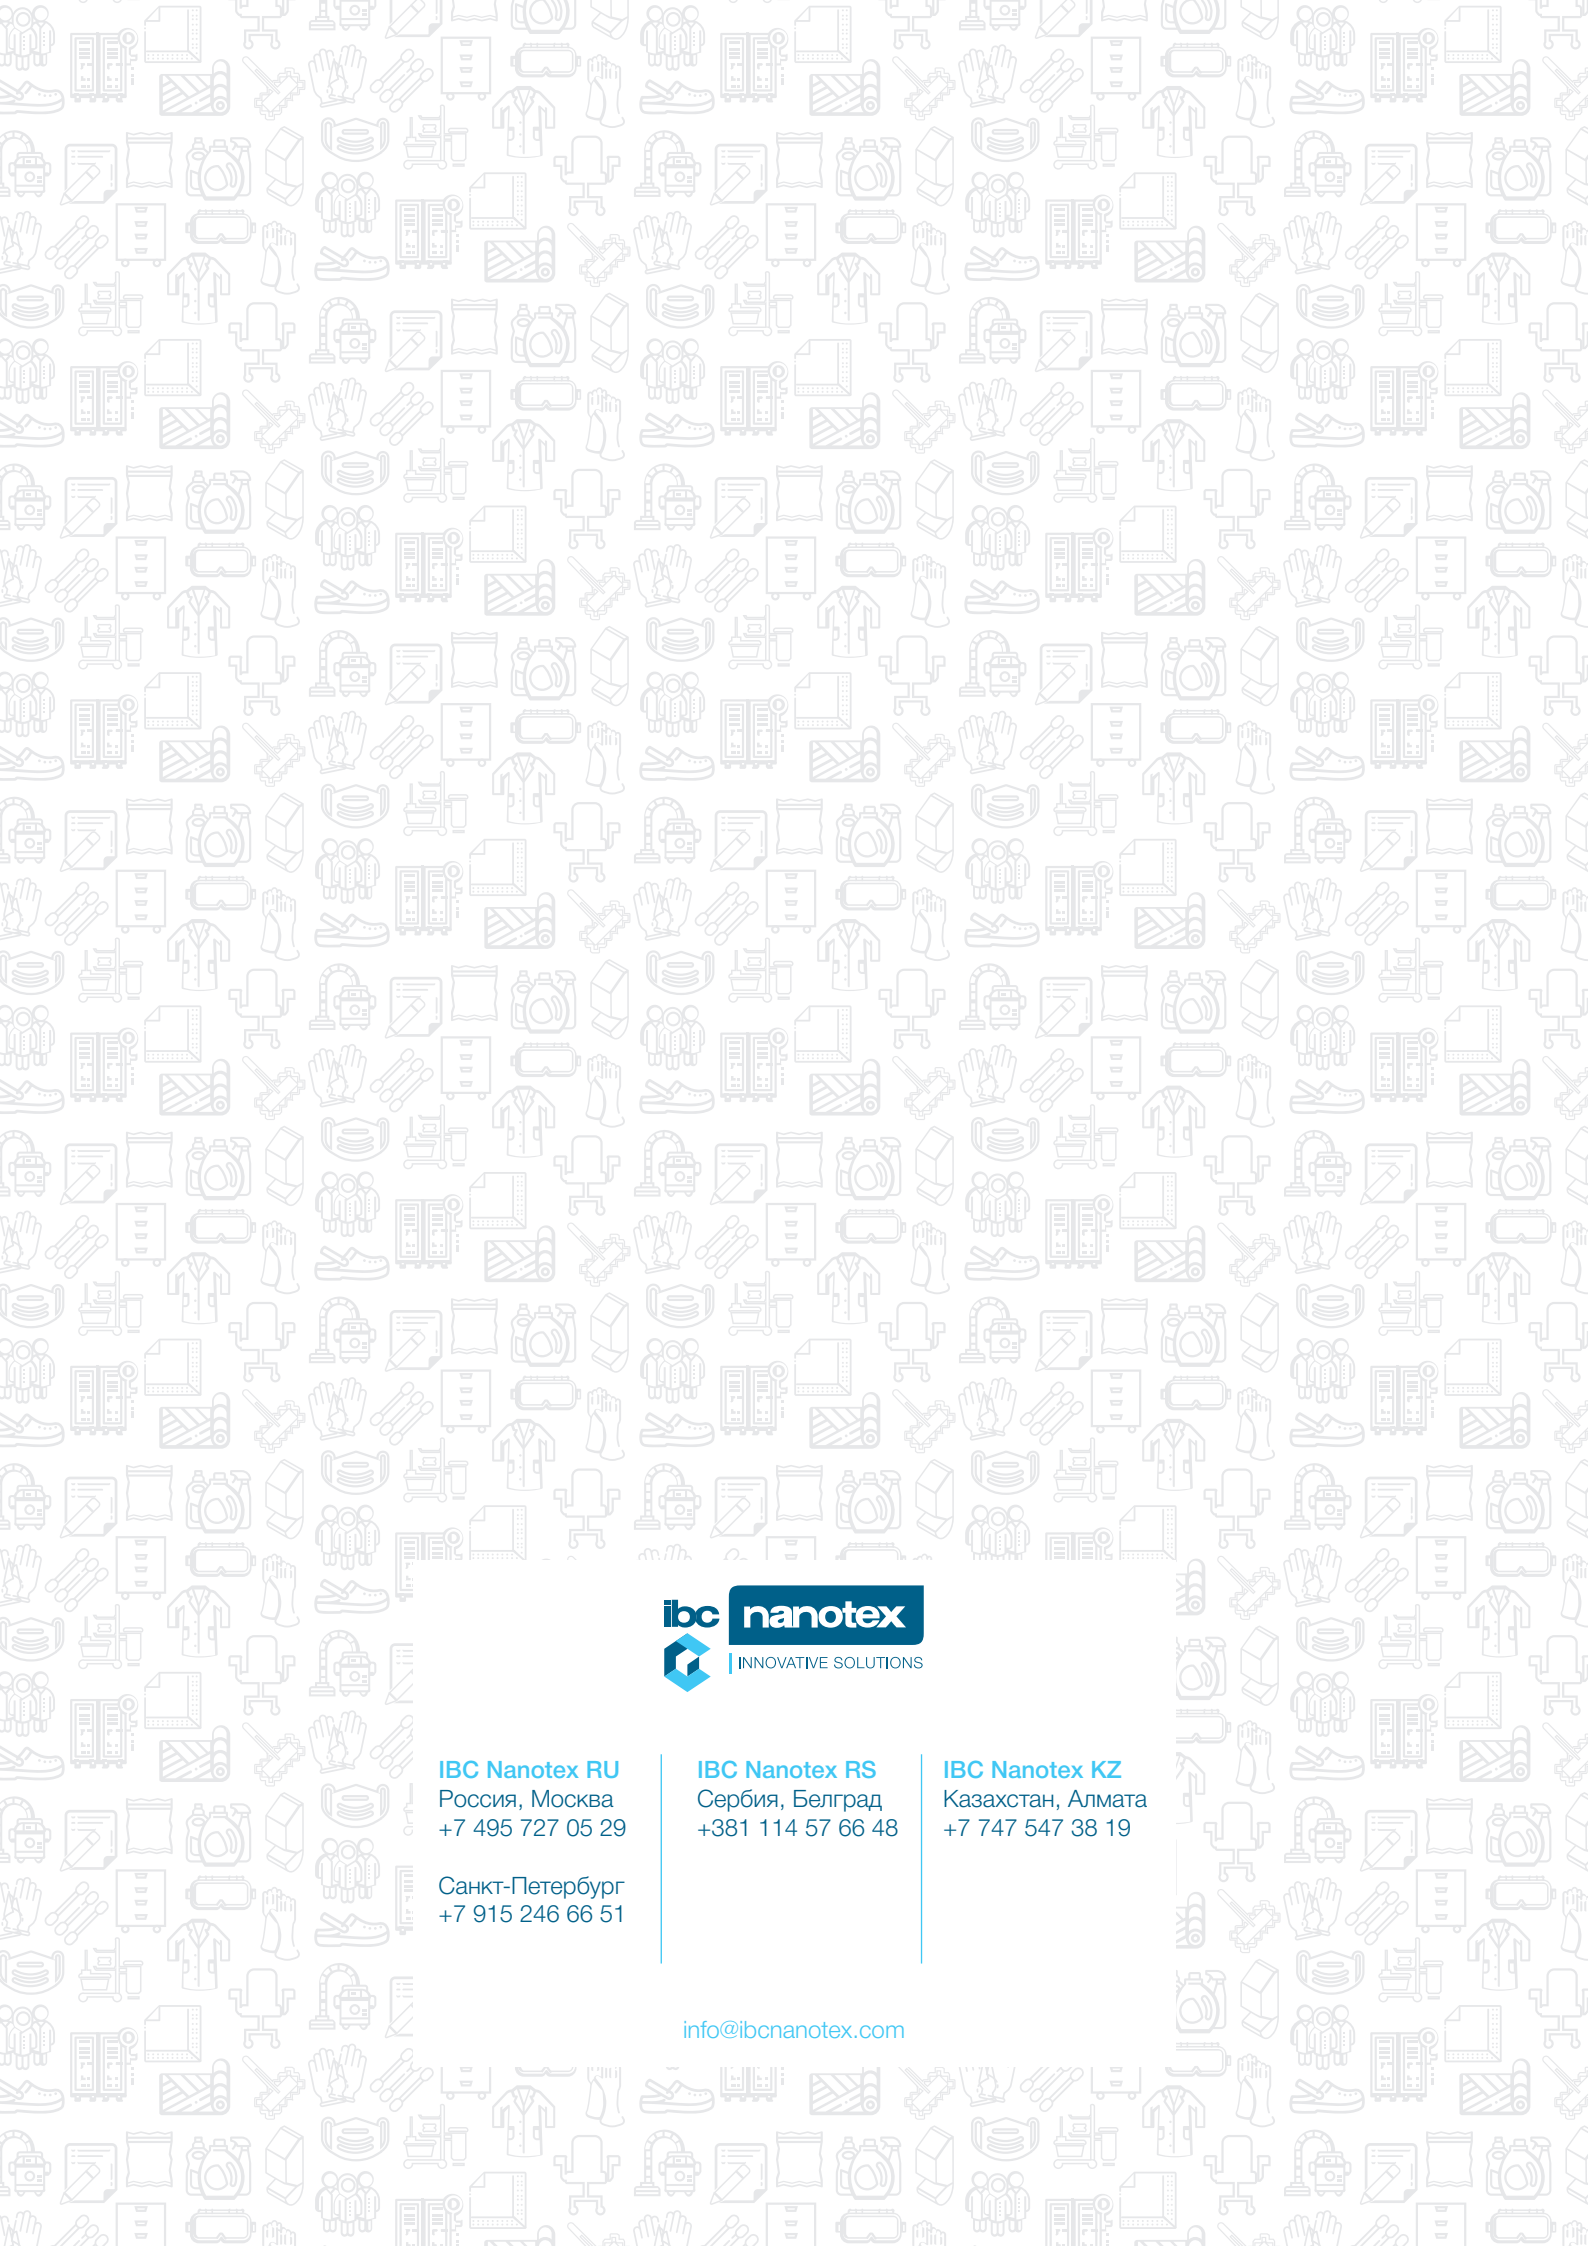 ibc nanotex
INNOVATIVE SOLUTIONS
IBC Nanotex RU
Россия, Москва
+7 495 727 05 29
Санкт-Петербург
+7 915 246 66 51
IBC Nanotex RS
Сербия, Белград
+381 114 57 66 48
IBC Nanotex KZ
Казахстан, Алмата
+7 747 547 38 19
info@ibcnanotex.com